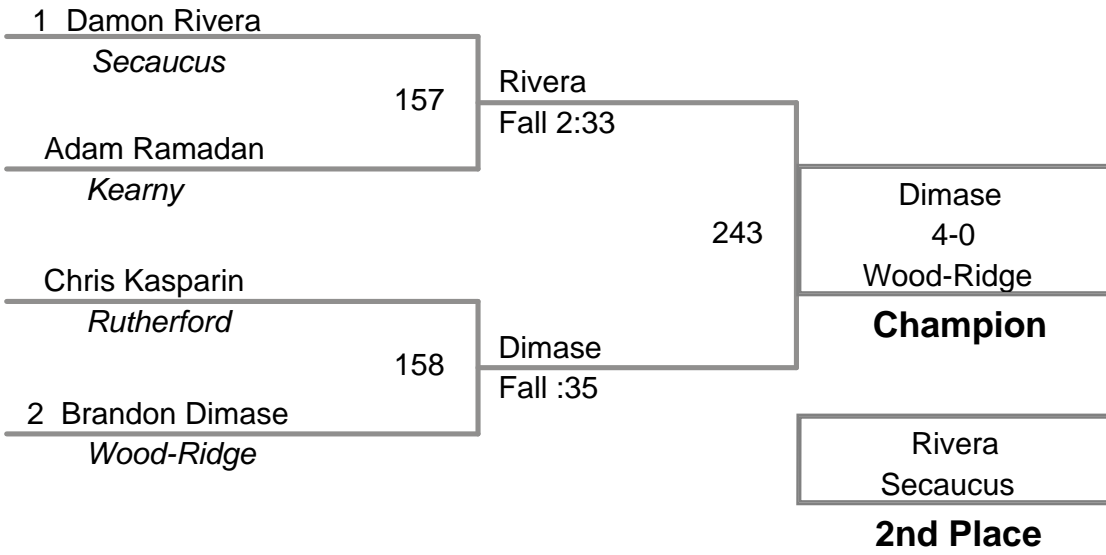 1 Damon Rivera
Secaucus
157
Adam Ramadan
Kearny
Rivera
Fall 2:33
Chris Kasparin
Rutherford
158
2 Brandon Dimase
Wood-Ridge
Dimase
Fall :35
243
Dimase
4-0
Wood-Ridge
Champion
Rivera
Secaucus
2nd Place